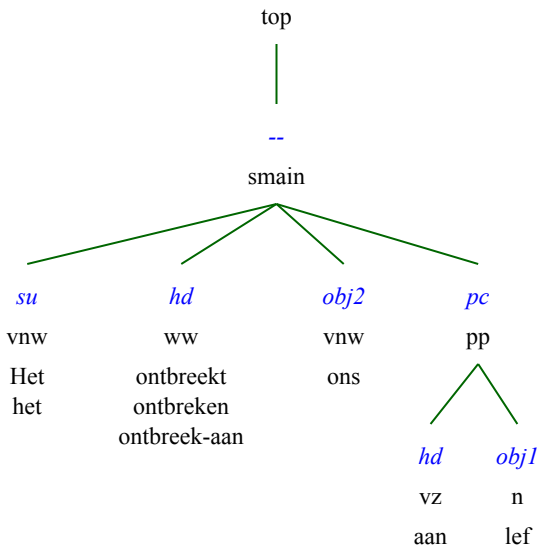 top
--
smain
su hd obj2 pc
vnw ww vnw pp
Het ontbreekt ons
het ontbreken
ontbreek-aan
hd obj1
vz n
aan lef